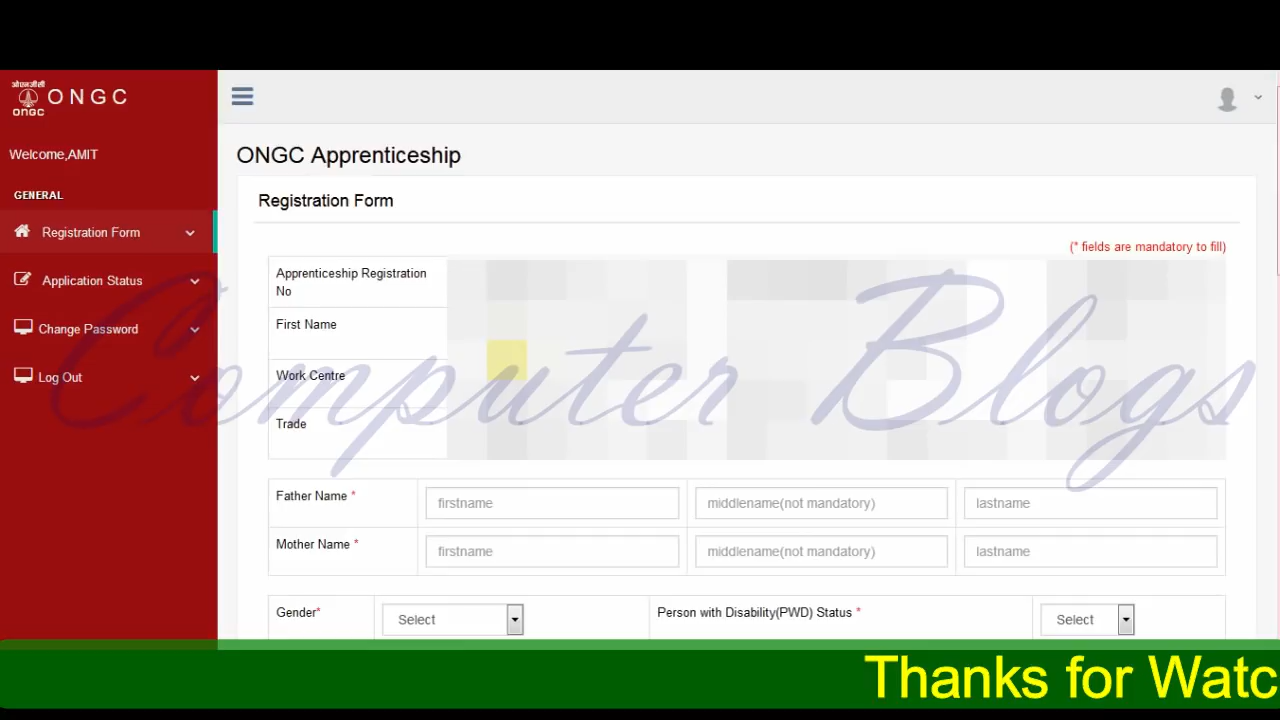 ओएनजीसी
ONGC
ONGC
Welcome,AMIT
GENERAL
Registration Form
Application Status
Change Password
Log Out
ONGC Apprenticeship
Registration Form
(* fields are mandatory to fill)
Apprenticeship Registration
No
First Name
Work Centre
Trade
Computer Blogs
Father Name * firstname middlename(not mandatory) lastname
Mother Name * firstname middlename(not mandatory) lastname
Gender* Select Person with Disability(PWD) Status * Select
Thanks for Watc